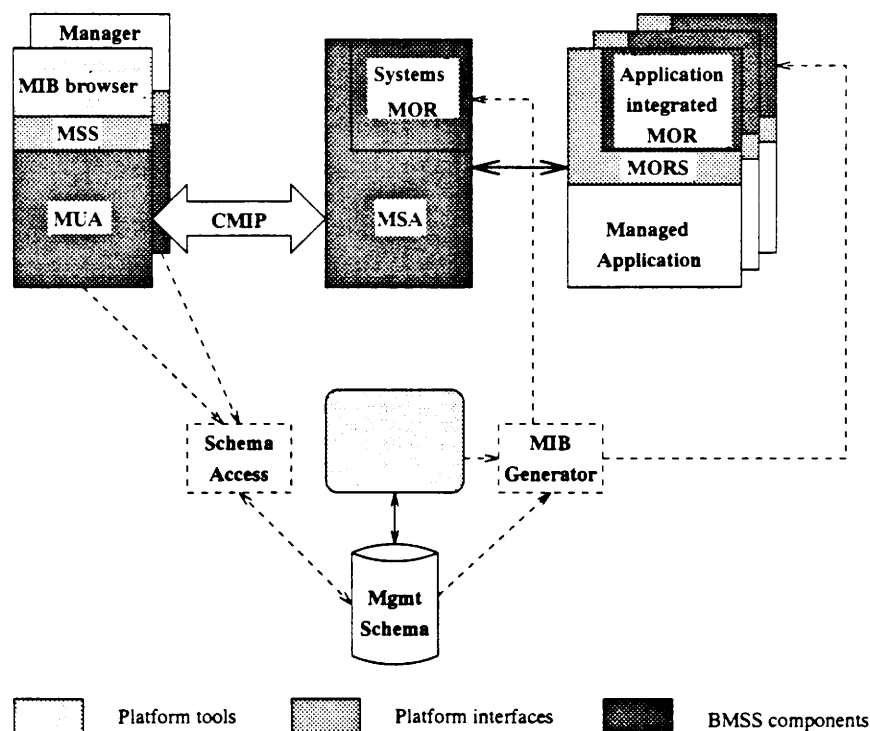 Manager
MIB browser
MSS
MUA
CMIP
Systems
MOR
MSA
Application
integrated
MOR
MORS
Managed
Application
Schema
Access
MIB
Generator
Mgmt
Schema
Platform tools
Platform interfaces
BMSS components